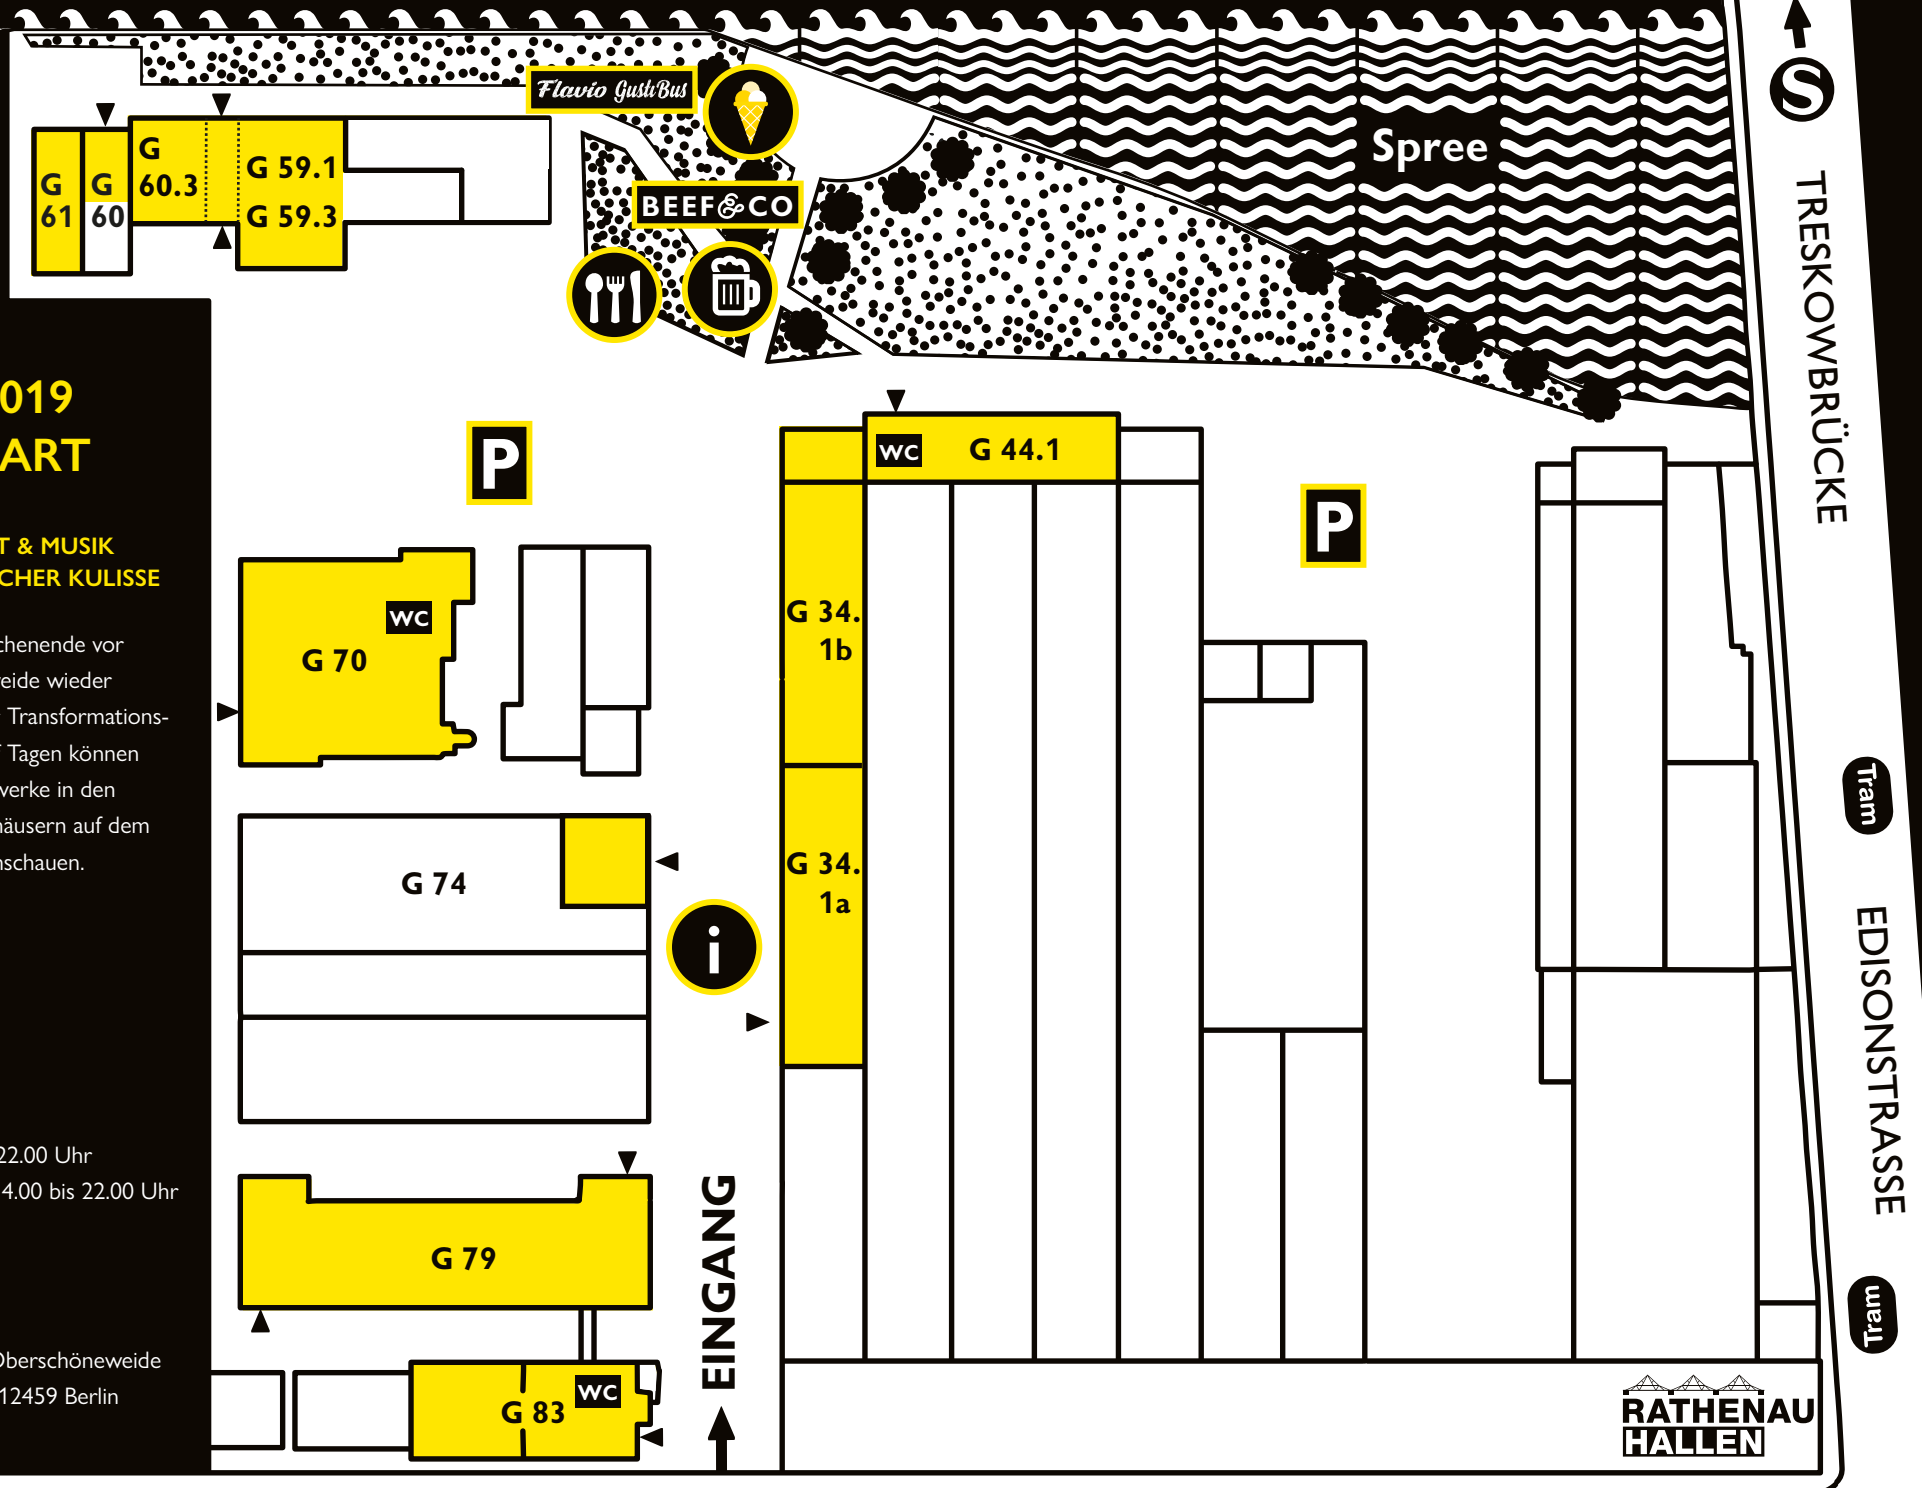 Flavio GustiBus
S
Spree
TRESKOWBRÜCKE
G
60.3
G 59.1
G 59.3
G
61
G
60
BEEF&CO
019
ART
T & MUSIK
CHER KULISSE
chenende vor
eide wieder
Transformations-
Tagen können
werke in den
häusern auf dem
nschauen.
22.00 Uhr
4.00 bis 22.00 Uhr
Oberschöneweide
12459 Berlin
P
WC
G 44.1
P
WC
G 70
G 34.
1b
G 74
G 34.
1a
i
Tram
EDISONSTRASSE
Tram
G 79
EINGANG
WC
G 83
RATHENAU
HALLEN